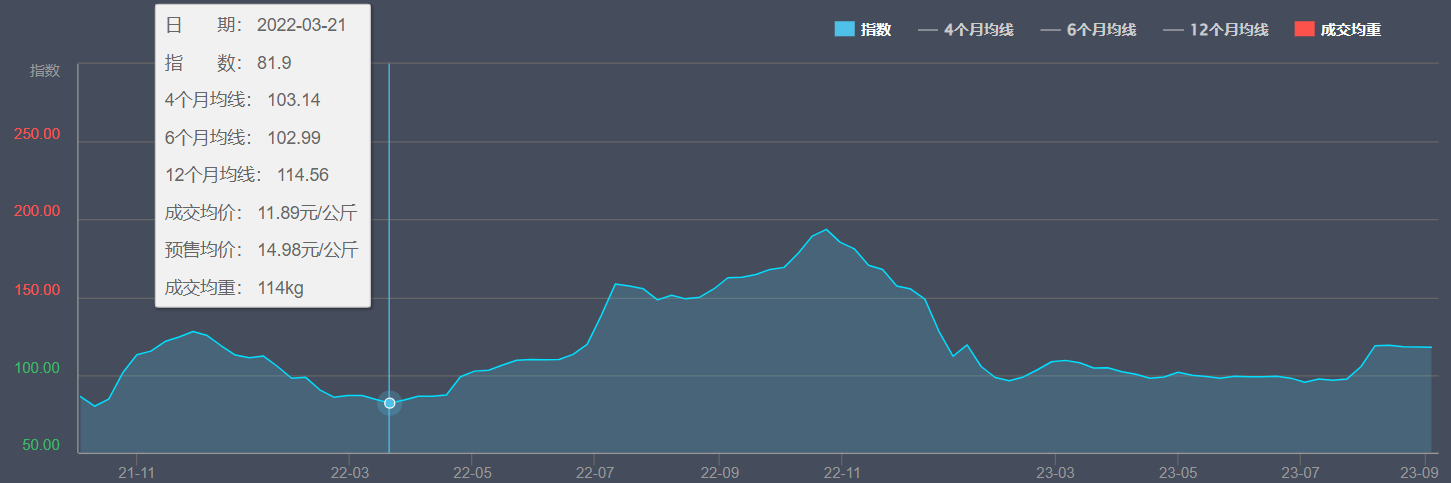 日 期： 2022-03-21
指 数： 81.9
4个月均线： 103.14
6个月均线： 102.99
12个月均线： 114.56
成交均价： 11.89元/公斤
预售均价： 14.98元/公斤
成交均重： 114kg
指数 4个月均线 6个月均线 12个月均线 成交均重
指数
250.00
200.00
150.00
100.00
50.00
21-11 22-03 22-05 22-07 22-09 22-11 23-03 23-05 23-07 23-09